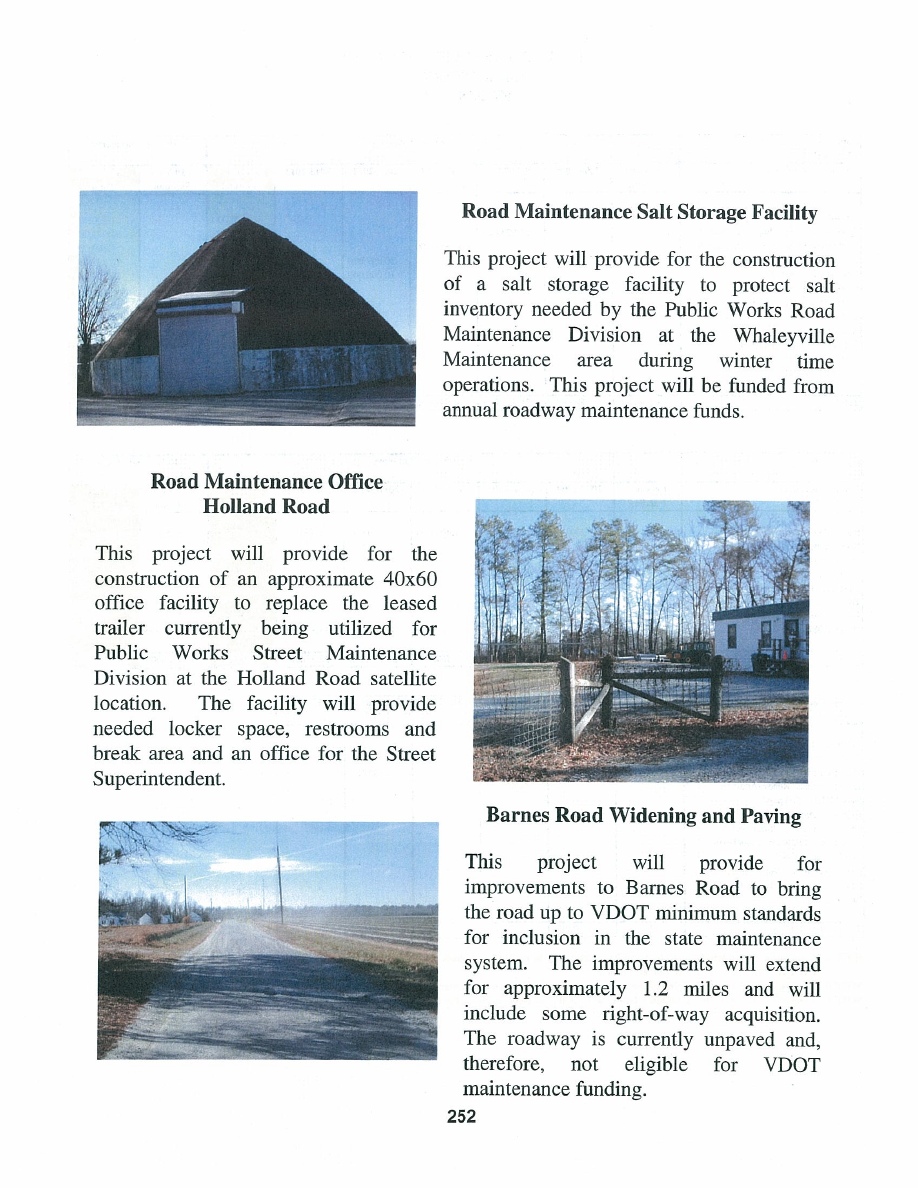 Road Maintenance Salt Storage Facility
This project will provide for the construction
of a salt storage facility to protect salt
inventory needed by the Public Works Road
Maintenance Division at the Whaleyville
Maintenance area during winter time
operations. This project will be funded from
annual roadway maintenance funds.
Road Maintenance Office
Holland Road
This project will provide for the
construction of an approximate 40x60
office facility to replace the leased
trailer currently being utilized for
Public Works Street Maintenance
Division at the Holland Road satellite
location. The facility will provide
needed locker space, restrooms and
break area and an office for the Street
Superintendent.
Barnes Road Widening and Paving
This project will provide for
improvements to Barnes Road to bring
the road up to VDOT minimum standards
for inclusion in the state maintenance
system. The improvements will extend
for approximately 1.2 miles and will
include some right-of-way acquisition.
The roadway is currently unpaved and,
therefore, not eligible for VDOT
maintenance funding.
252